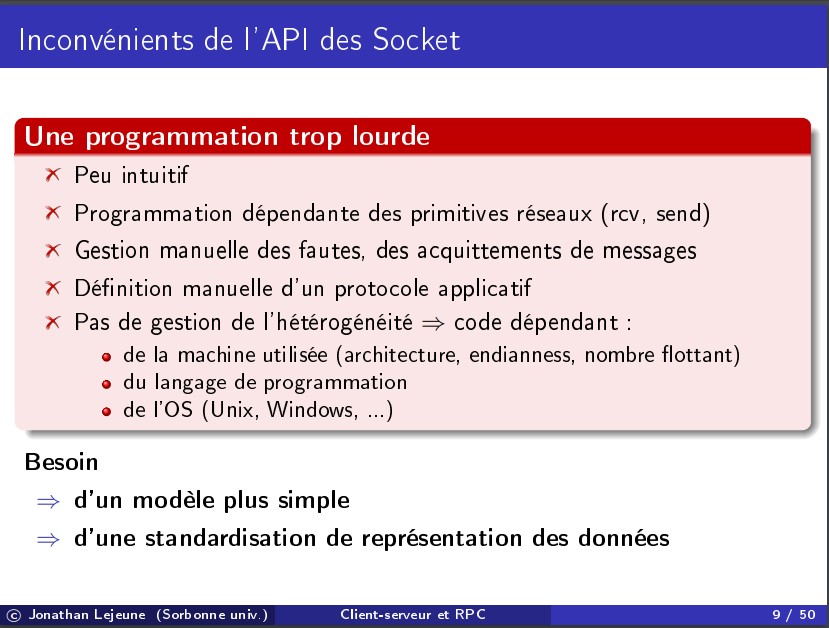 Inconvénients de l'API des Socket
Une programmation trop lourde
✗ Peu intuitif
✗ Programmation dépendante des primitives réseaux (rcv, send)
✗ Gestion manuelle des fautes, des acquittements de messages
✗ Définition manuelle d'un protocole applicatif
✗ Pas de gestion de l'hétérogénéité ⇒ code dépendant :
• de la machine utilisée (architecture, endianness, nombre flottant)
• du langage de programmation
• de l'OS (Unix, Windows, ...)
Besoin
⇒ d'un modèle plus simple
⇒ d'une standardisation de représentation des données
© Jonathan Lejeune (Sorbonne univ.) Client-serveur et RPC 9 / 50